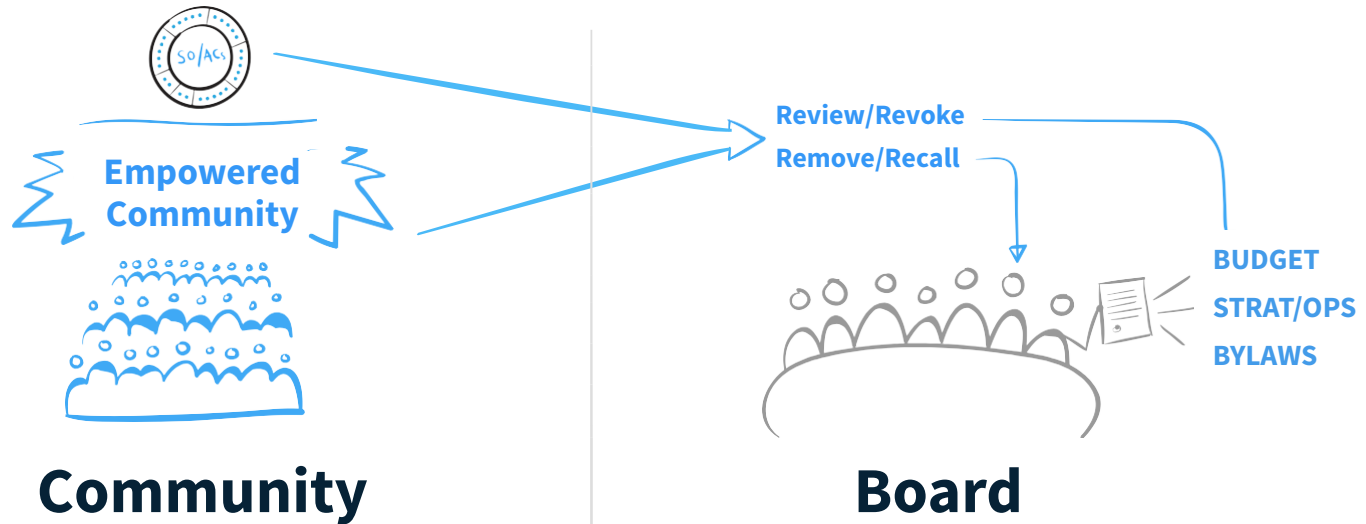 SO/ACs
Empowered
Community
Community
Review/Revoke
Remove/Recall
BUDGET
STRAT/OPS
BYLAWS
Board